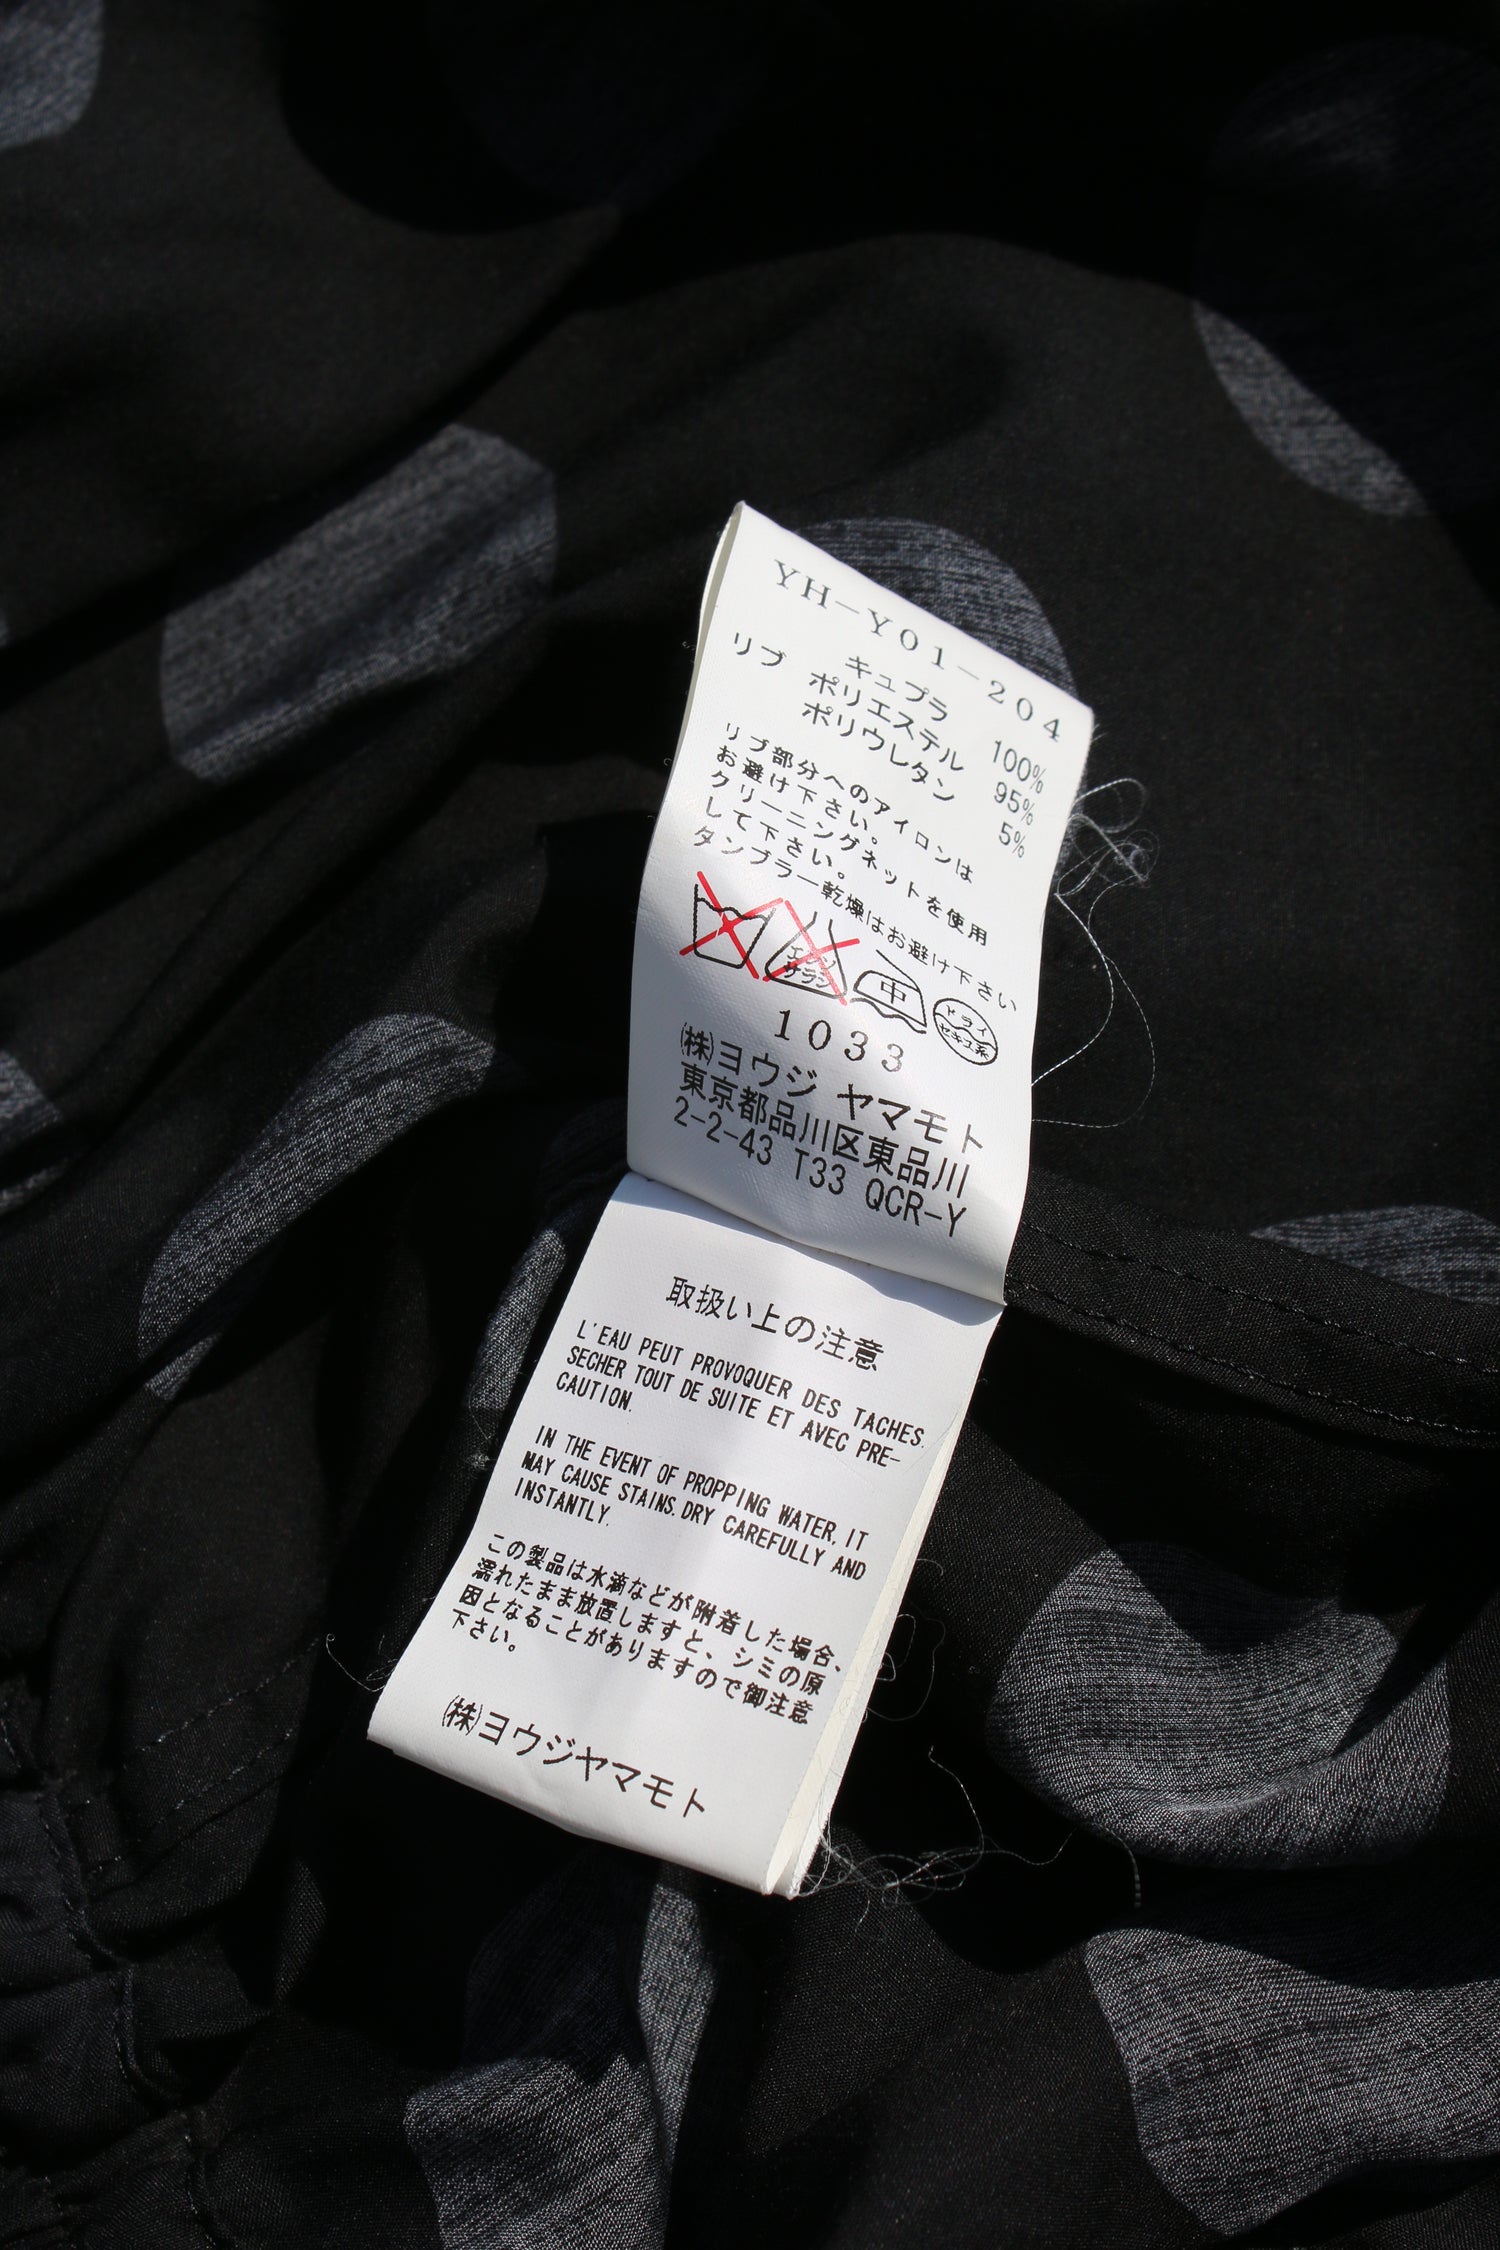 YH-Y01-204
キュプラ 100%
リブ ポリエステル 95%
ポリウレタン 5%
リブ部分へのアイロンは
お避け下さい。
クリーニングネットを使用
して下さい。
タンブラー乾燥はお避け下さい
エンソ
サラシ
中
ドライ
セキユ系
1033
㈱ヨウジ ヤマモト
東京都品川区東品川
2-2-43 T33 QCR-Y
取扱い上の注意
L'EAU PEUT PROVOQUER DES TACHES.
SECHER TOUT DE SUITE ET AVEC PRE-
CAUTION.
IN THE EVENT OF PROPPING WATER, IT
MAY CAUSE STAINS. DRY CAREFULLY AND
INSTANTLY.
この製品は水滴などが附着した場合、
濡れたまま放置しますと、シミの原
因となることがありますので御注意
下さい。
㈱ヨウジヤマモト